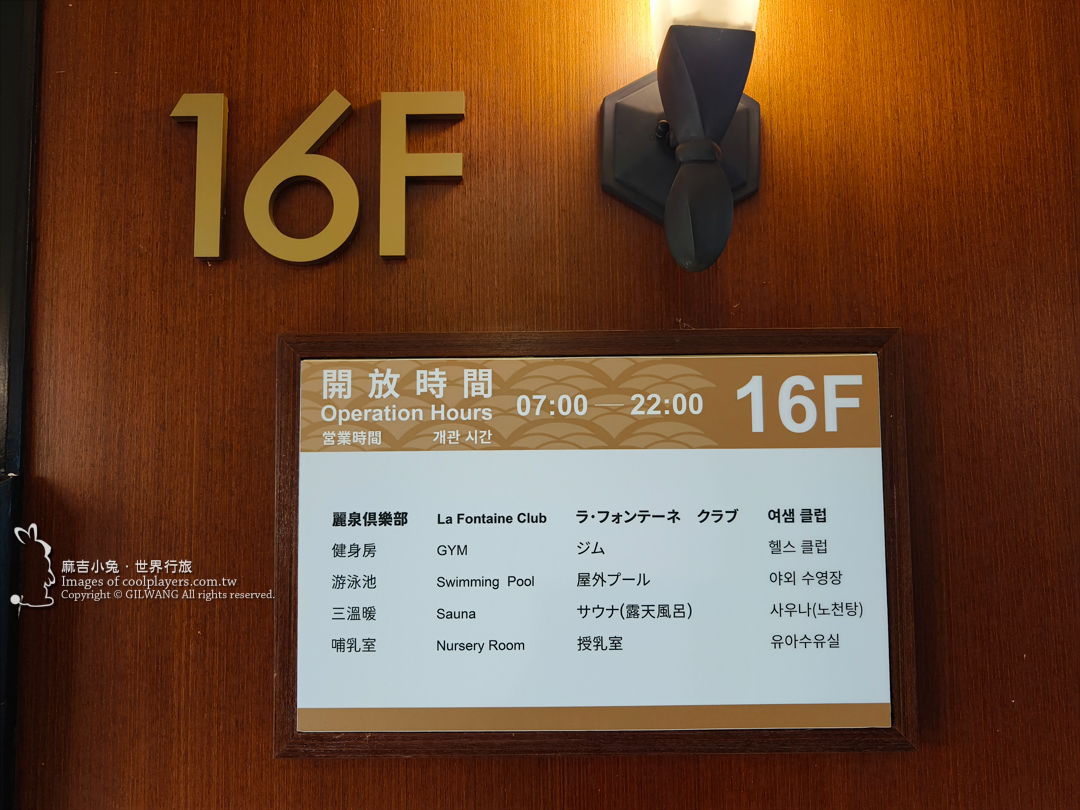 16F
開放時間
Operation Hours
営業時間 개관 시간
07:00 — 22:00
16F
麗泉俱樂部 La Fontaine Club ラ・フォンテーネ クラブ 여샘 클럽
健身房 GYM ジム 헬스 클럽
游泳池 Swimming Pool 屋外プール 야외 수영장
三溫暖 Sauna サウナ(露天風呂) 사우나(노천탕)
哺乳室 Nursery Room 授乳室 유아수유실
麻吉小兔·世界行旅
Images of coolplayers.com.tw
Copyright © GILWANG All rights reserved.